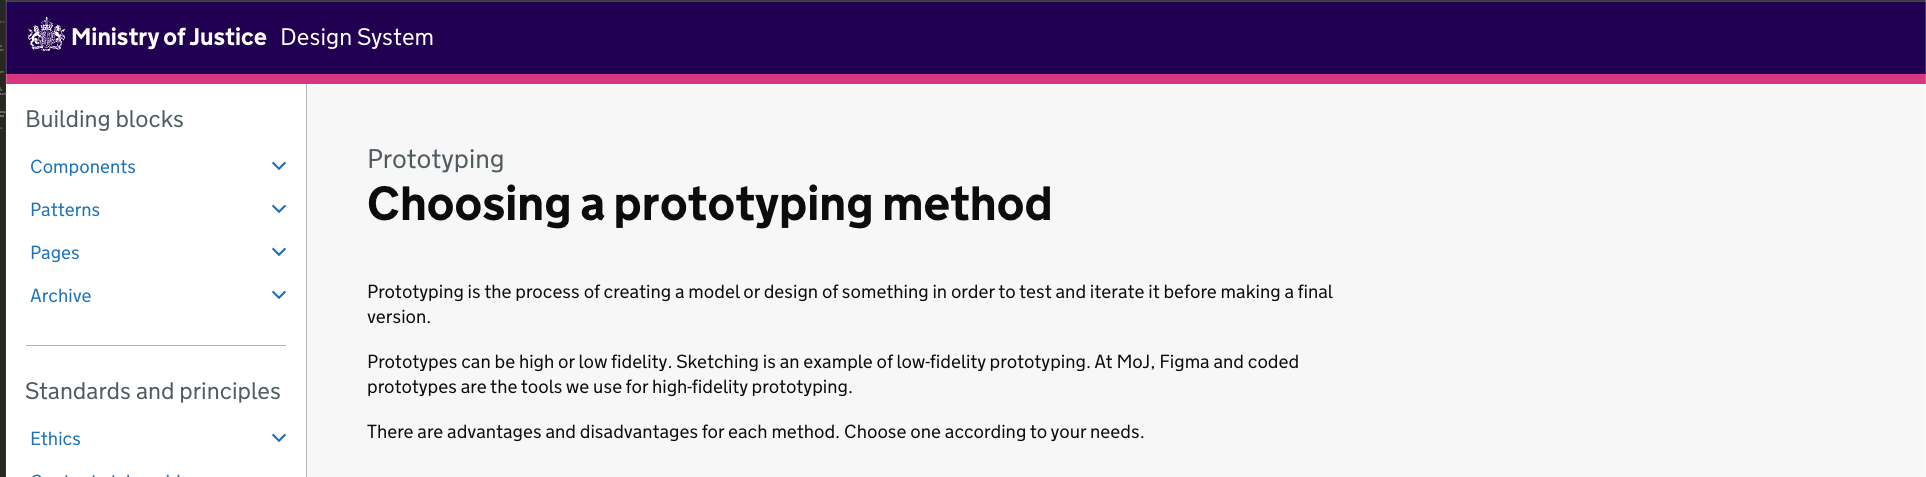 Ministry of Justice Design System
Building blocks
Components
Patterns
Pages
Archive
Standards and principles
Ethics
Prototyping
Choosing a prototyping method
Prototyping is the process of creating a model or design of something in order to test and iterate it before making a final
version.
Prototypes can be high or low fidelity. Sketching is an example of low-fidelity prototyping. At MoJ, Figma and coded
prototypes are the tools we use for high-fidelity prototyping.
There are advantages and disadvantages for each method. Choose one according to your needs.